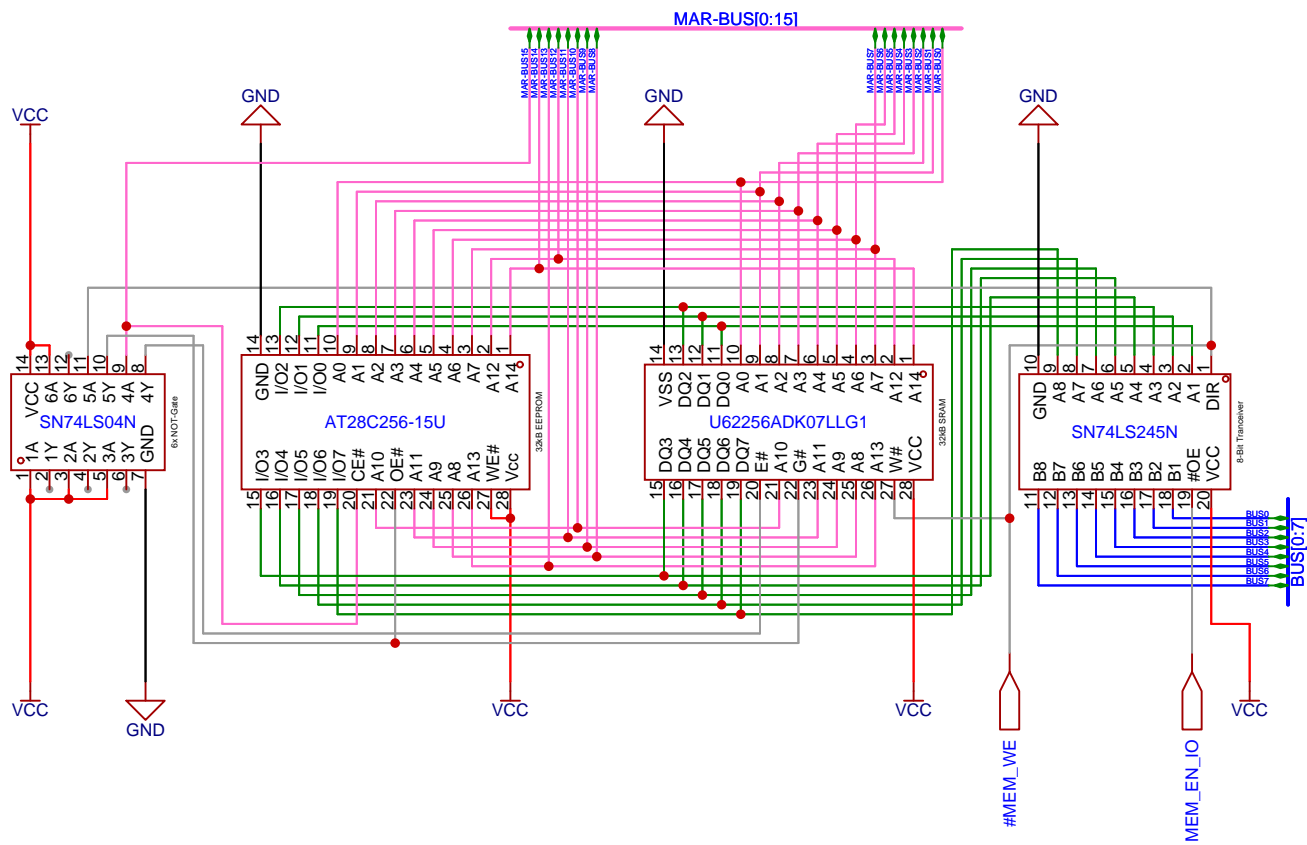 MAR-BUS[0:15]
MAR-BUS15
MAR-BUS14
MAR-BUS13
MAR-BUS12
MAR-BUS11
MAR-BUS10
MAR-BUS9
MAR-BUS8
MAR-BUS7
MAR-BUS6
MAR-BUS5
MAR-BUS4
MAR-BUS3
MAR-BUS2
MAR-BUS1
MAR-BUS0
VCC
GND
GND
GND
14 13 12 11 10 9 8
VCC 6A 6Y 5A 5Y 4A 4Y
SN74LS04N
6x NOT-Gate
1A 1Y 2A 2Y 3A 3Y GND
1 2 3 4 5 6 7
14 13 12 11 10 9 8 7 6 5 4 3 2 1
GND I/O2 I/O1 I/O0 A0 A1 A2 A3 A4 A5 A6 A7 A12 A14
AT28C256-15U
32kB EEPROM
I/O3 I/O4 I/O5 I/O6 I/O7 CE# A10 OE# A11 A9 A8 A13 WE# Vcc
15 16 17 18 19 20 21 22 23 24 25 26 27 28
14 13 12 11 10 9 8 7 6 5 4 3 2 1
VSS DQ2 DQ1 DQ0 A0 A1 A2 A3 A4 A5 A6 A7 A12 A14
U62256ADK07LLG1
32kB SRAM
DQ3 DQ4 DQ5 DQ6 DQ7 E# A10 G# A11 A9 A8 A13 W# VCC
15 16 17 18 19 20 21 22 23 24 25 26 27 28
10 9 8 7 6 5 4 3 2 1
GND A8 A7 A6 A5 A4 A3 A2 A1 DIR
SN74LS245N
8-Bit Tranceiver
B8 B7 B6 B5 B4 B3 B2 B1 #OE VCC
11 12 13 14 15 16 17 18 19 20
BUS0
BUS1
BUS2
BUS3
BUS4
BUS5
BUS6
BUS7
BUS[0:7]
VCC
GND
VCC
VCC
VCC
#MEM_WE
MEM_EN_IO